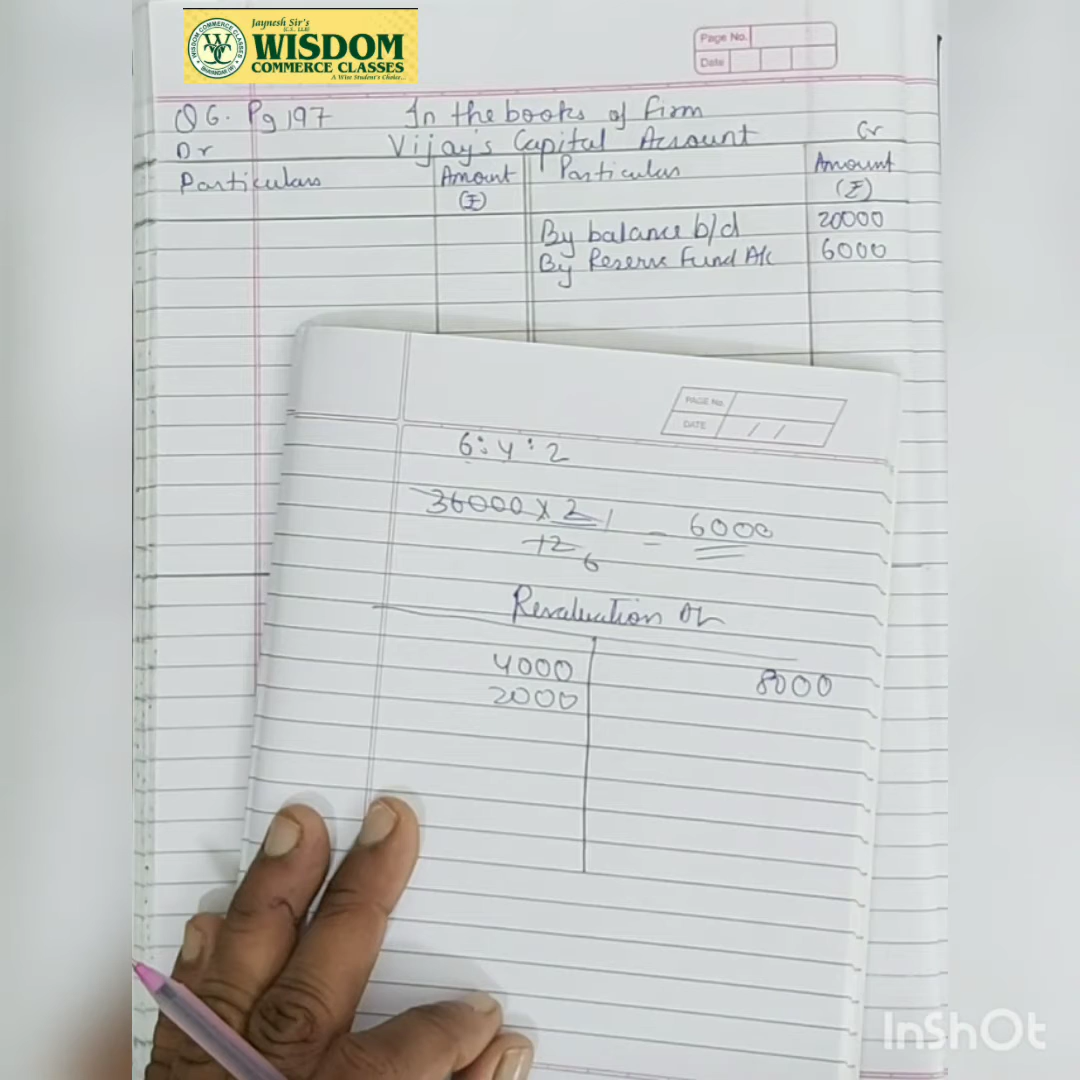 Jaynesh Sir's
WISDOM
COMMERCE CLASSES
A Wise Student's Choice...
Page No.
Date
Q6. Pg 197 In the books of Firm
Dr Vijay's Capital Account Cr
Particulars Amount (₹) Particulars Amount (₹)
By balance b/d 20000
By Reserve Fund A/c 6000
PAGE No.
DATE / /
6:4:2
36000 x 2 1 = 6000
12 6
Revaluation A/c
4000 8000
2000
InShOt